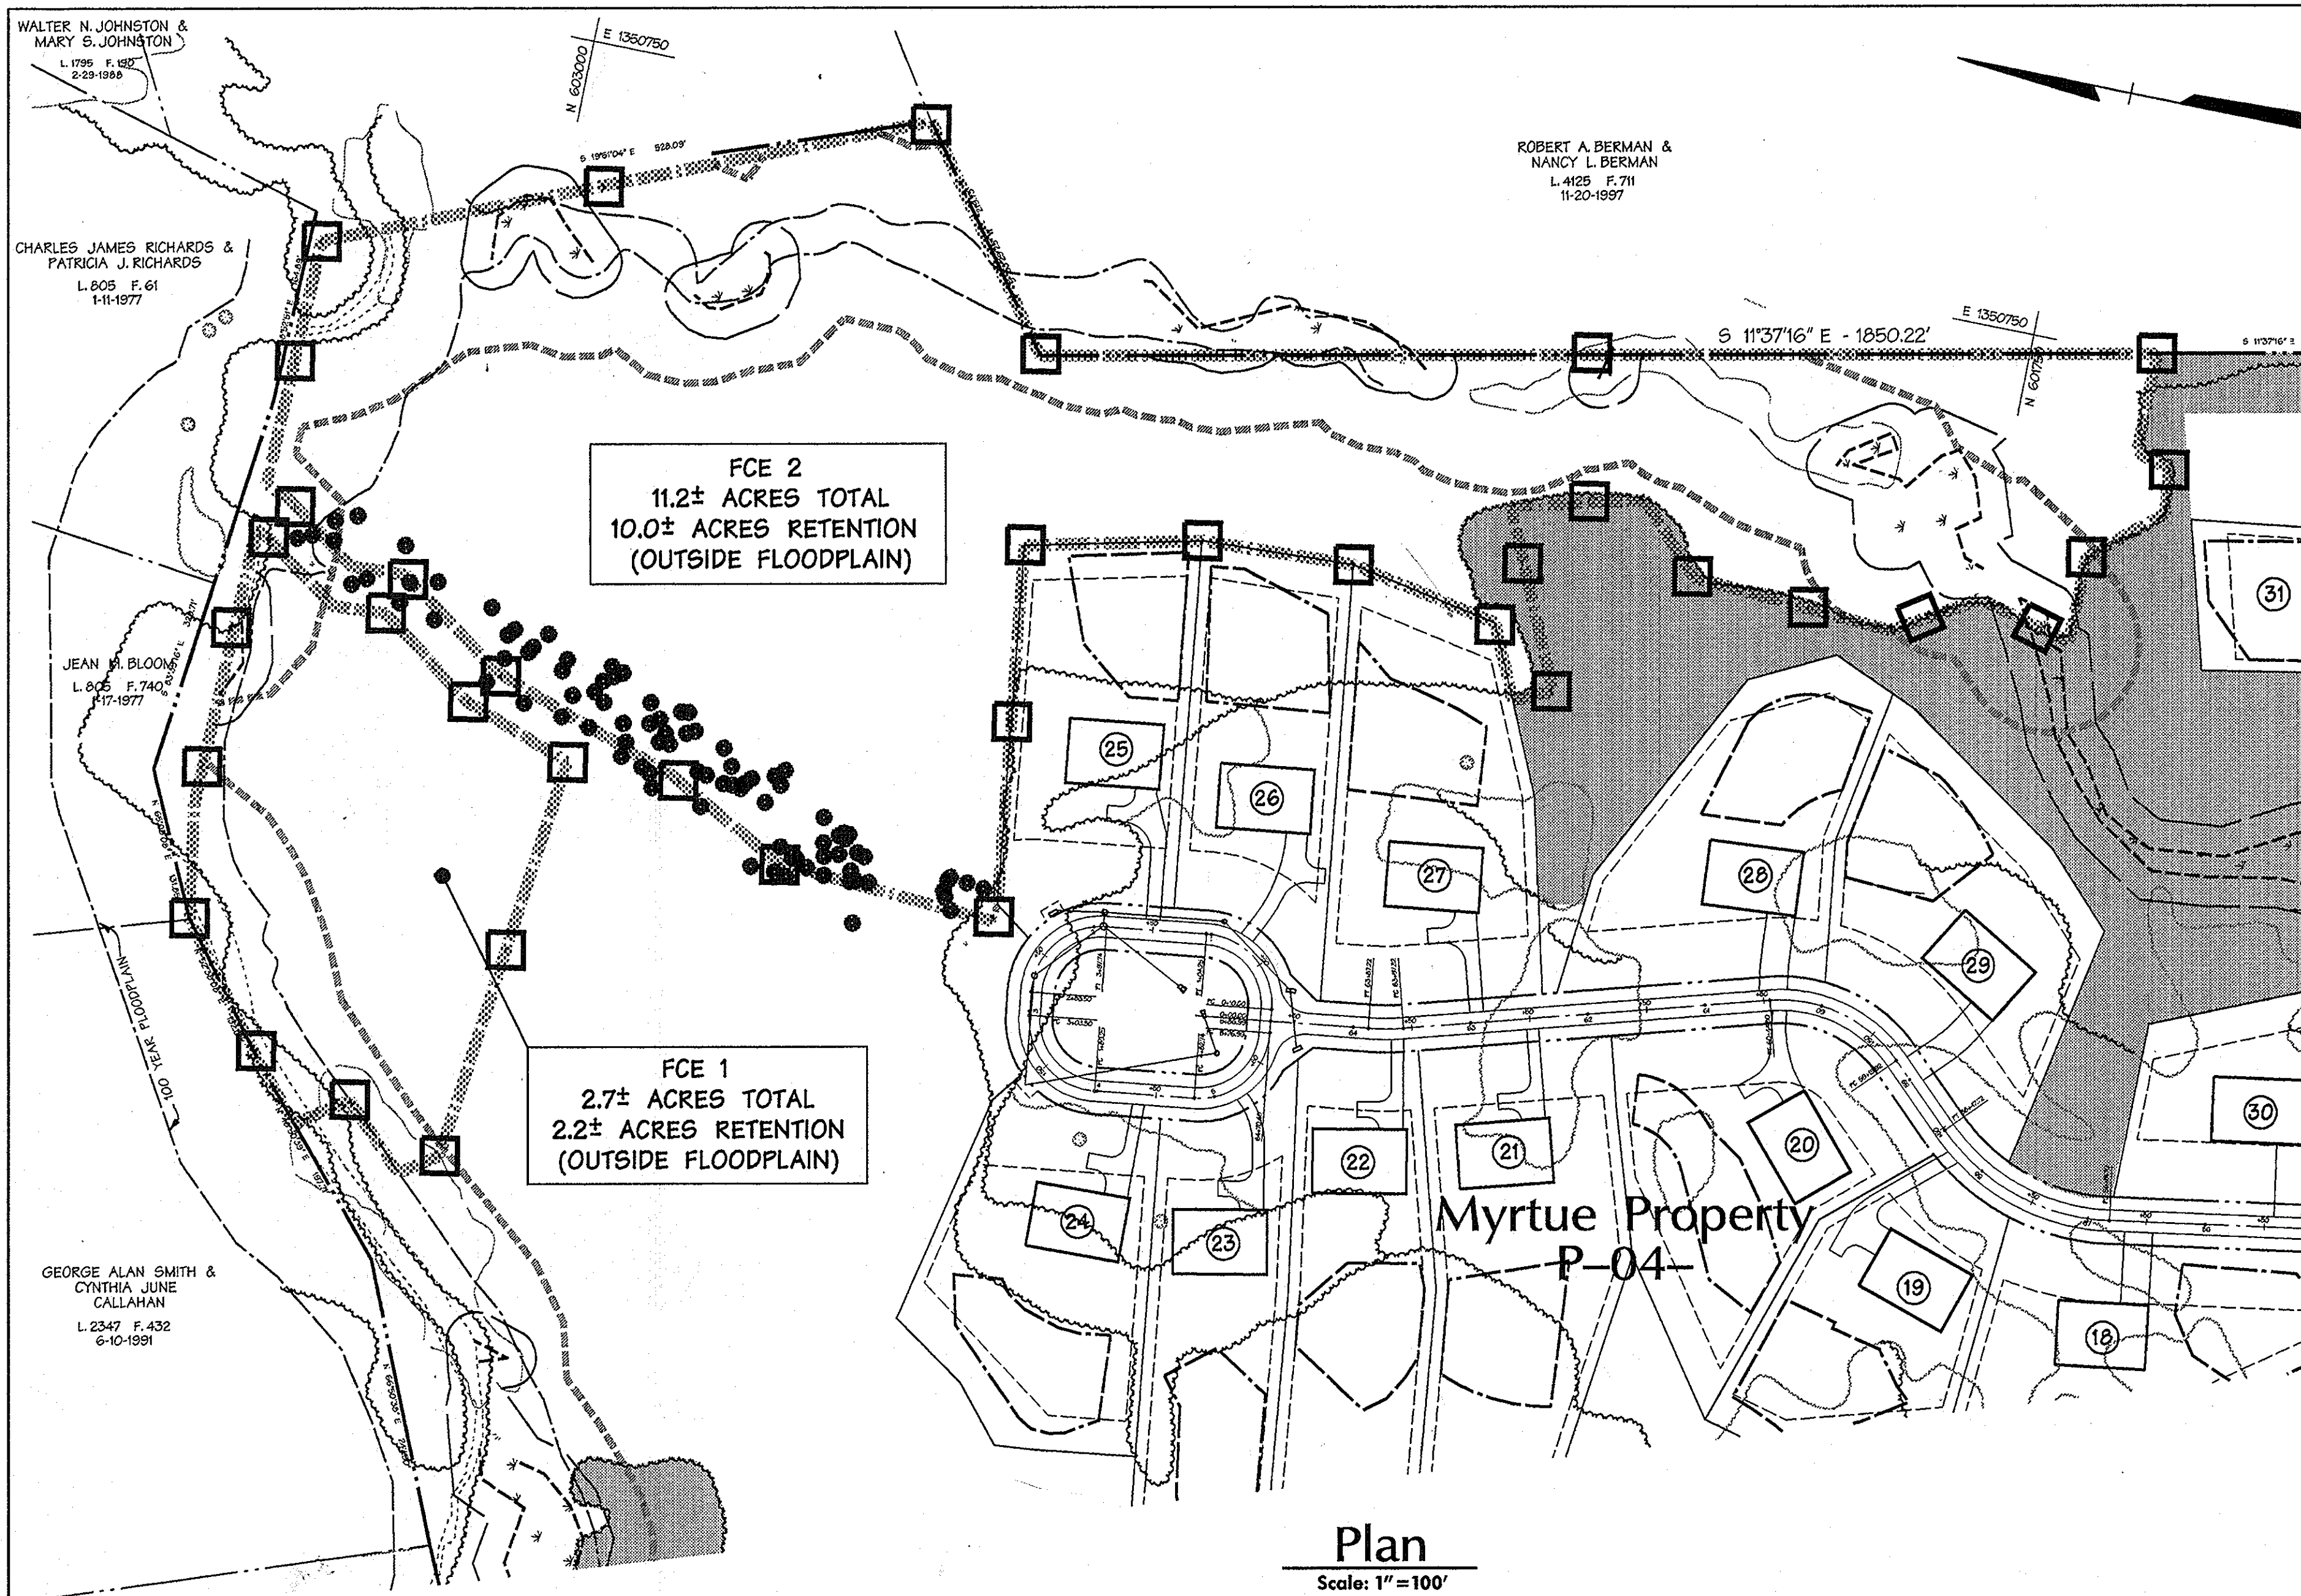 WALTER N. JOHNSTON &
MARY S. JOHNSTON
L. 1795 F. 190
2-29-1988
E 1350750
N 603000
S 19°51'04" E 528.09'
ROBERT A. BERMAN &
NANCY L. BERMAN
L. 4125 F. 711
11-20-1997
CHARLES JAMES RICHARDS &
PATRICIA J. RICHARDS
L. 805 F. 61
1-11-1977
S 11°37'16" E - 1850.22'
E 1350750
N 601750
S 11°37'16" E
FCE 2
11.2± ACRES TOTAL
10.0± ACRES RETENTION
(OUTSIDE FLOODPLAIN)
31
JEAN M. BLOOM
L. 805 F. 740
25
26
27
28
29
100 YEAR FLOODPLAIN
FCE 1
2.7± ACRES TOTAL
2.2± ACRES RETENTION
(OUTSIDE FLOODPLAIN)
30
22
21
20
24
23
Myrtue Property
P-04-
19
18
GEORGE ALAN SMITH &
CYNTHIA JUNE
CALLAHAN
L. 2347 F. 432
6-10-1991
Plan
Scale: 1"=100'